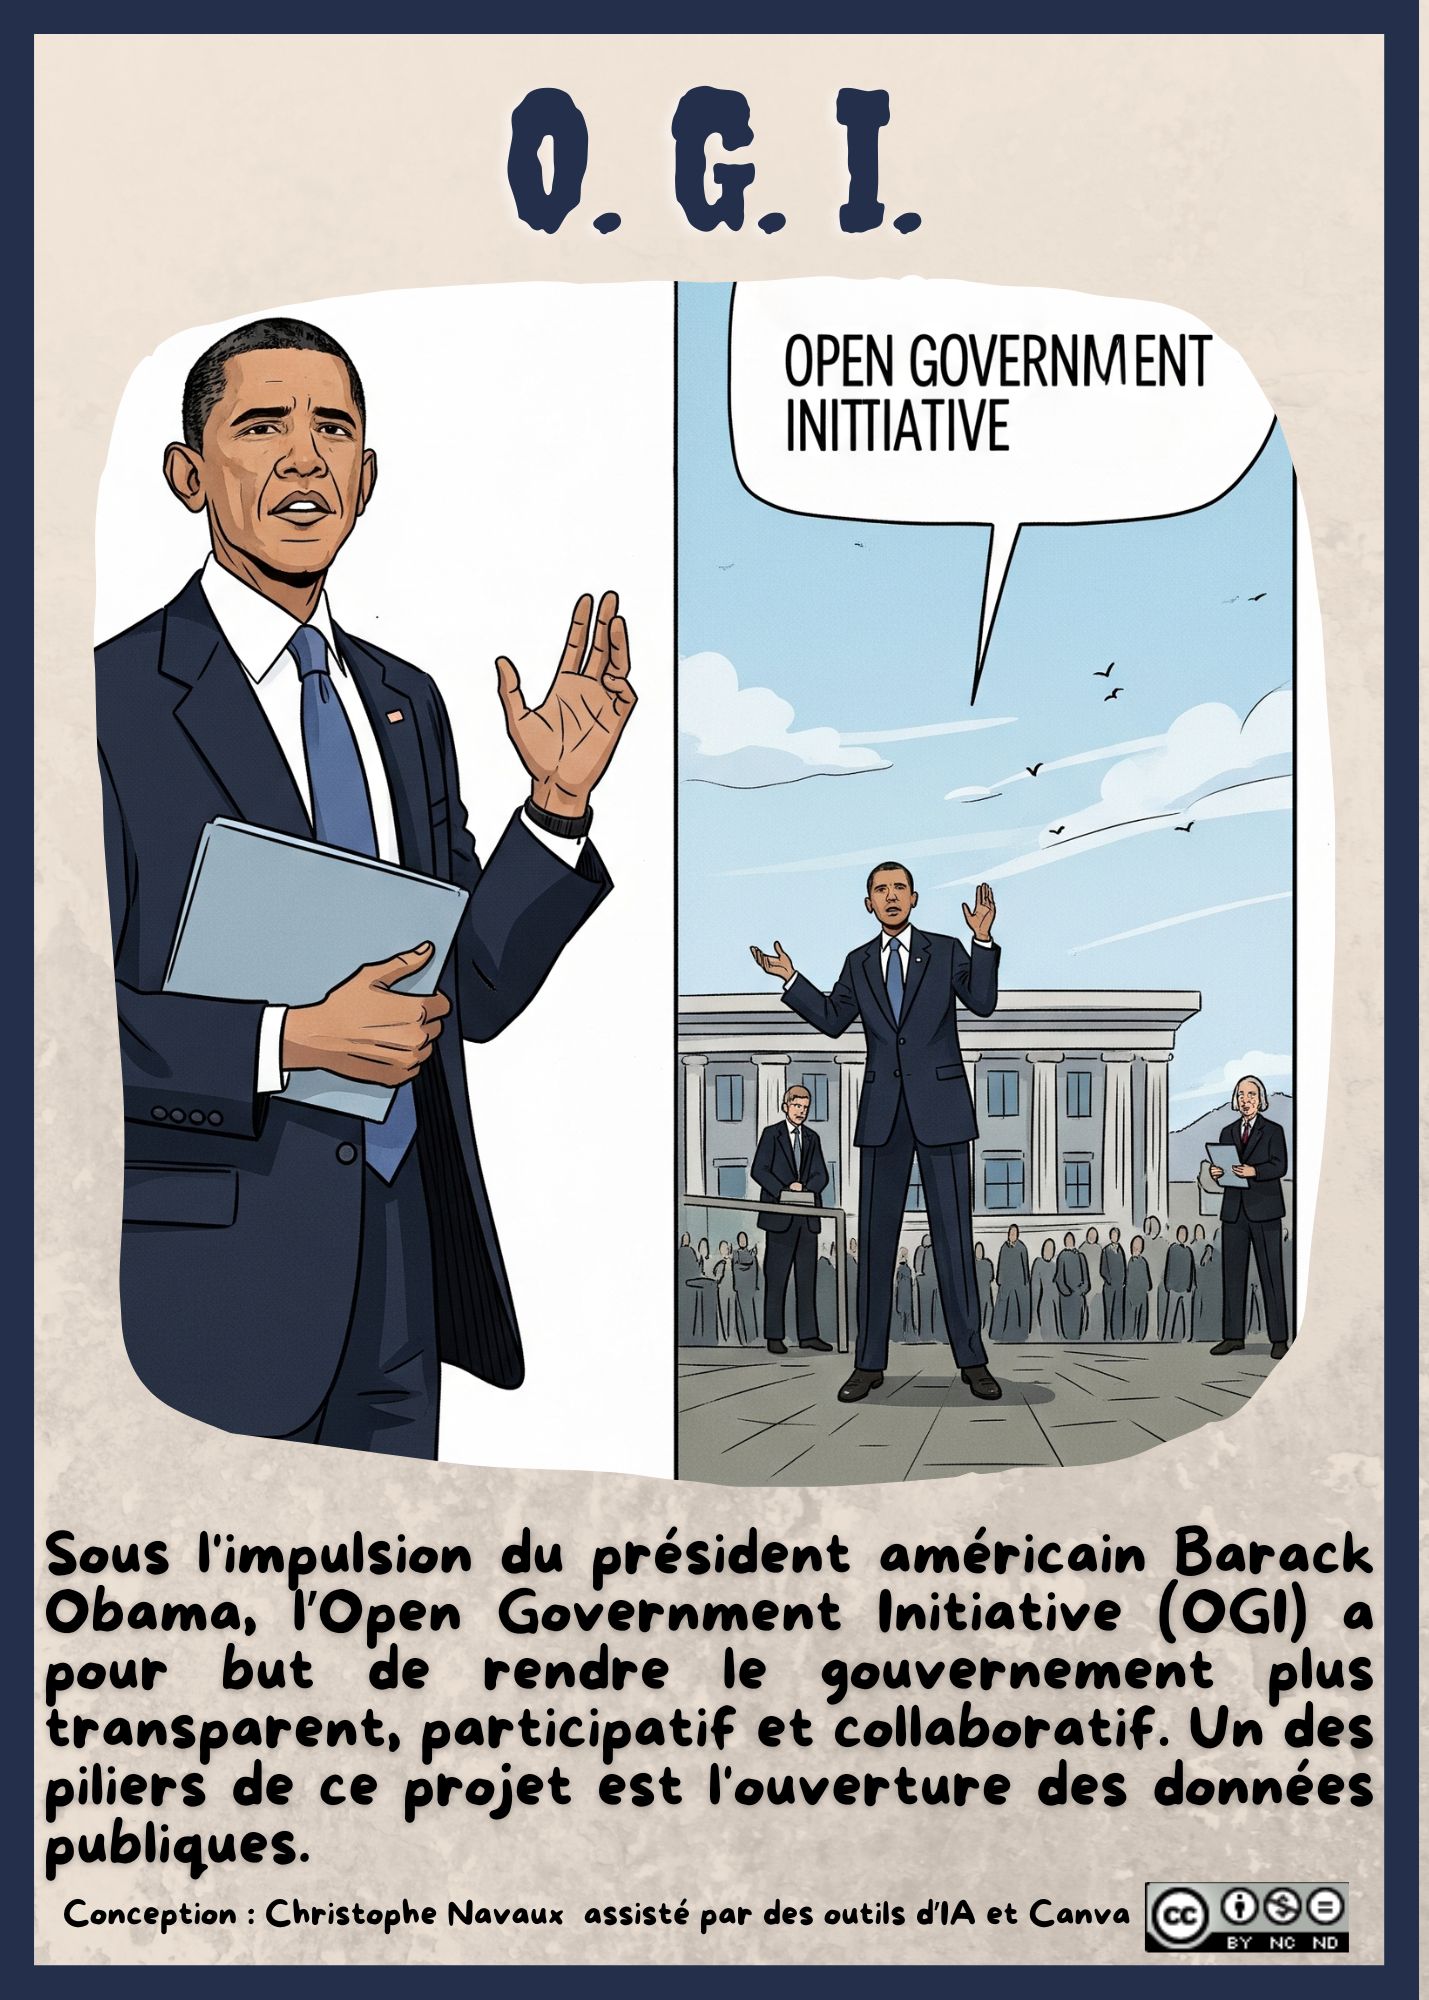 O. G. I.
OPEN GOVERNMENT
INITTIATIVE
Sous l'impulsion du président américain Barack
Obama, l'Open Government Initiative (OGI) a
pour but de rendre le gouvernement plus
transparent, participatif et collaboratif. Un des
piliers de ce projet est l'ouverture des données
publiques.
Conception : Christophe Navaux assisté par des outils d'IA et Canva
cc
BY NC ND